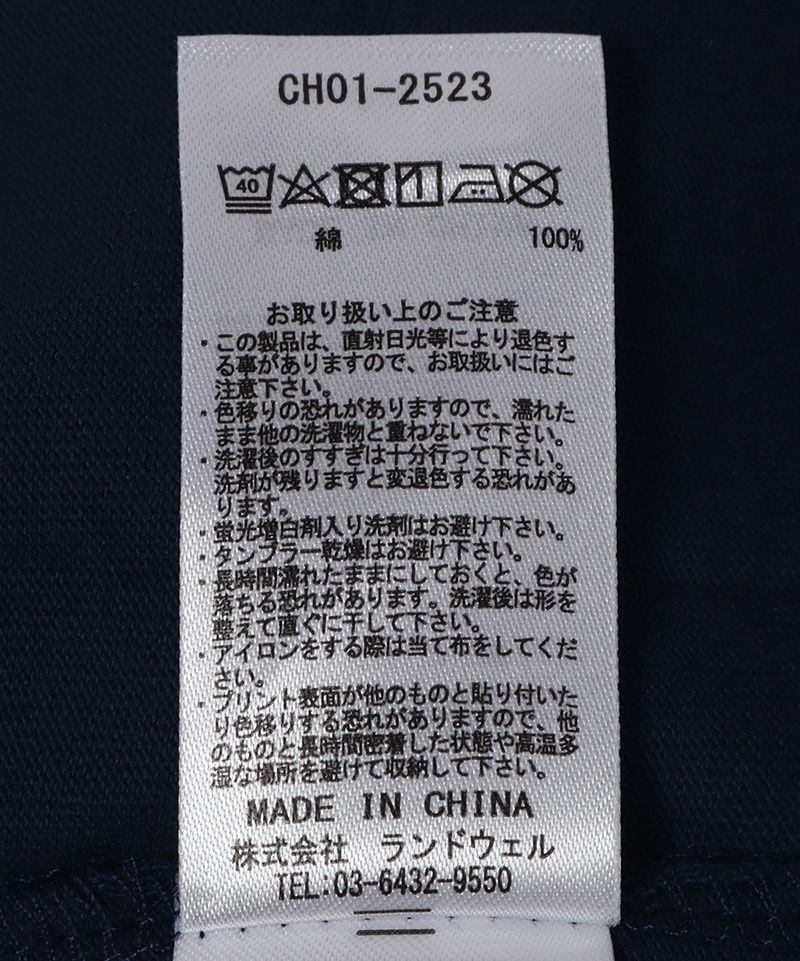 CH01-2523
40
綿 100%
お取り扱い上のご注意
・この製品は、直射日光等により退色す
る事がありますので、お取扱いにはご
注意下さい。
・色移りの恐れがありますので、濡れた
まま他の洗濯物と重ねないで下さい。
・洗濯後のすすぎは十分行って下さい。
洗剤が残りますと変退色する恐れがあ
ります。
・蛍光増白剤入り洗剤はお避け下さい。
・タンブラー乾燥はお避け下さい。
・長時間濡れたままにしておくと、色が
落ちる恐れがあります。洗濯後は形を
整えて直ぐに干して下さい。
・アイロンをする際は当て布をしてくだ
さい。
・プリント表面が他のものと貼り付いた
り色移りする恐れがありますので、他
のものと長時間密着した状態や高温多
湿な場所を避けて収納して下さい。
MADE IN CHINA
株式会社 ランドウェル
TEL:03-6432-9550